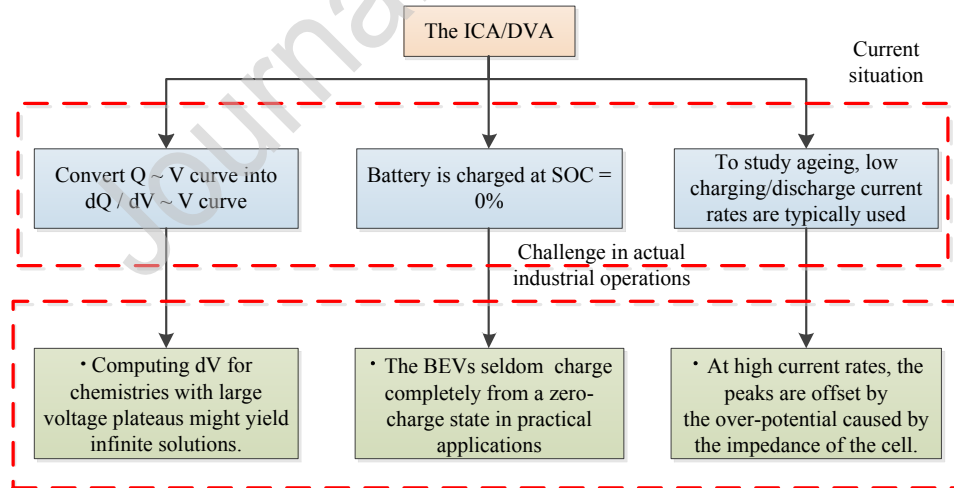 The ICA/DVA
Current
situation
Convert Q ~ V curve into
dQ / dV ~ V curve
Battery is charged at SOC =
0%
To study ageing, low
charging/discharge current
rates are typically used
Challenge in actual
industrial operations
· Computing dV for
chemistries with large
voltage plateaus might yield
infinite solutions.
· The BEVs seldom charge
completely from a zero-
charge state in practical
applications
· At high current rates, the
peaks are offset by
the over-potential caused by
the impedance of the cell.
Journa